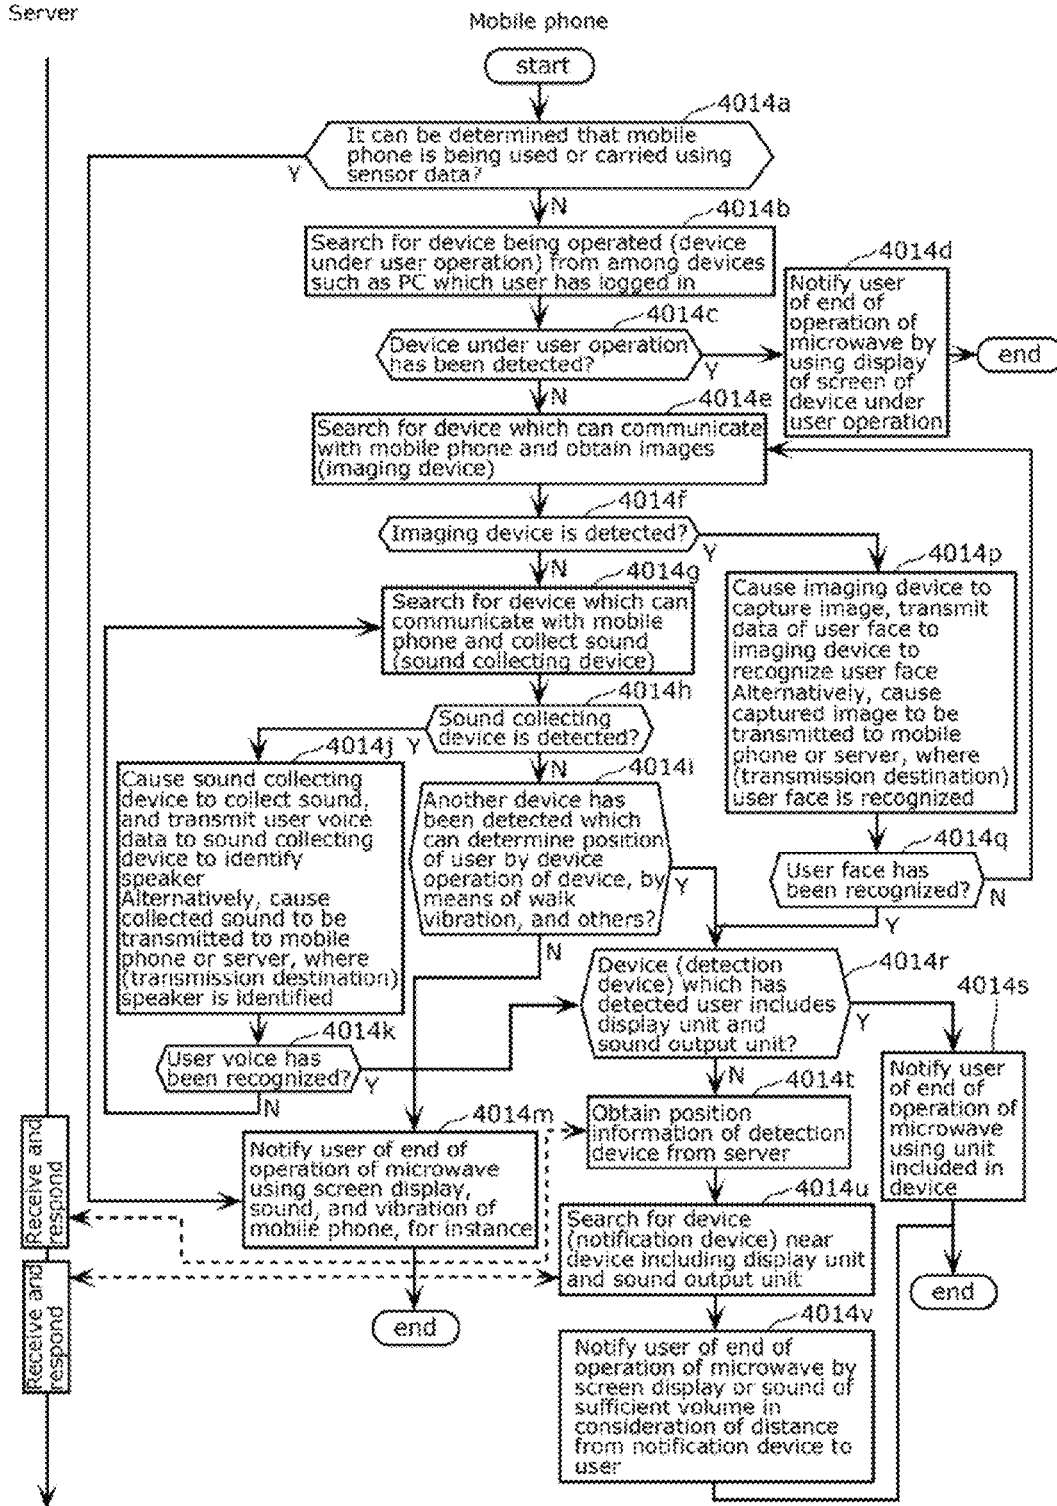 Server
Mobile phone
start
4014a
It can be determined that mobile
phone is being used or carried using
sensor data?
Y
N
4014b
Search for device being operated (device
under user operation) from among devices
such as PC which user has logged in
4014c
Device under user operation
has been detected?
Y
N
4014d
Notify user
of end of
operation of
microwave by
using display
of screen of
device under
user operation
end
4014e
Search for device which can communicate
with mobile phone and obtain images
(imaging device)
4014f
Imaging device is detected?
Y
N
4014g
Search for device which can
communicate with mobile
phone and collect sound
(sound collecting device)
4014p
Cause imaging device to
capture image, transmit
data of user face to
imaging device to
recognize user face
Alternatively, cause
captured image to be
transmitted to mobile
phone or server, where
(transmission destination)
user face is recognized
4014h
Sound collecting
device is detected?
Y
N
4014j
Cause sound collecting
device to collect sound,
and transmit user voice
data to sound collecting
device to identify
speaker
Alternatively, cause
collected sound to be
transmitted to mobile
phone or server, where
(transmission destination)
speaker is identified
4014i
Another device has
been detected which
can determine position
of user by device
operation of device, by
means of walk
vibration, and others?
Y
N
4014q
User face has
been recognized?
N
Y
4014k
User voice has
been recognized?
Y
N
4014r
Device (detection
device) which has
detected user includes
display unit and
sound output unit?
Y
N
4014s
Notify user
of end of
operation of
microwave
using unit
included in
device
end
4014m
Notify user of end of
operation of microwave
using screen display,
sound, and vibration of
mobile phone, for instance
end
4014t
Obtain position
information of detection
device from server
4014u
Search for device
(notification device) near
device including display unit
and sound output unit
4014v
Notify user of end of
operation of microwave by
screen display or sound of
sufficient volume in
consideration of distance
from notification device to
user
Receive and
respond
Receive and
respond